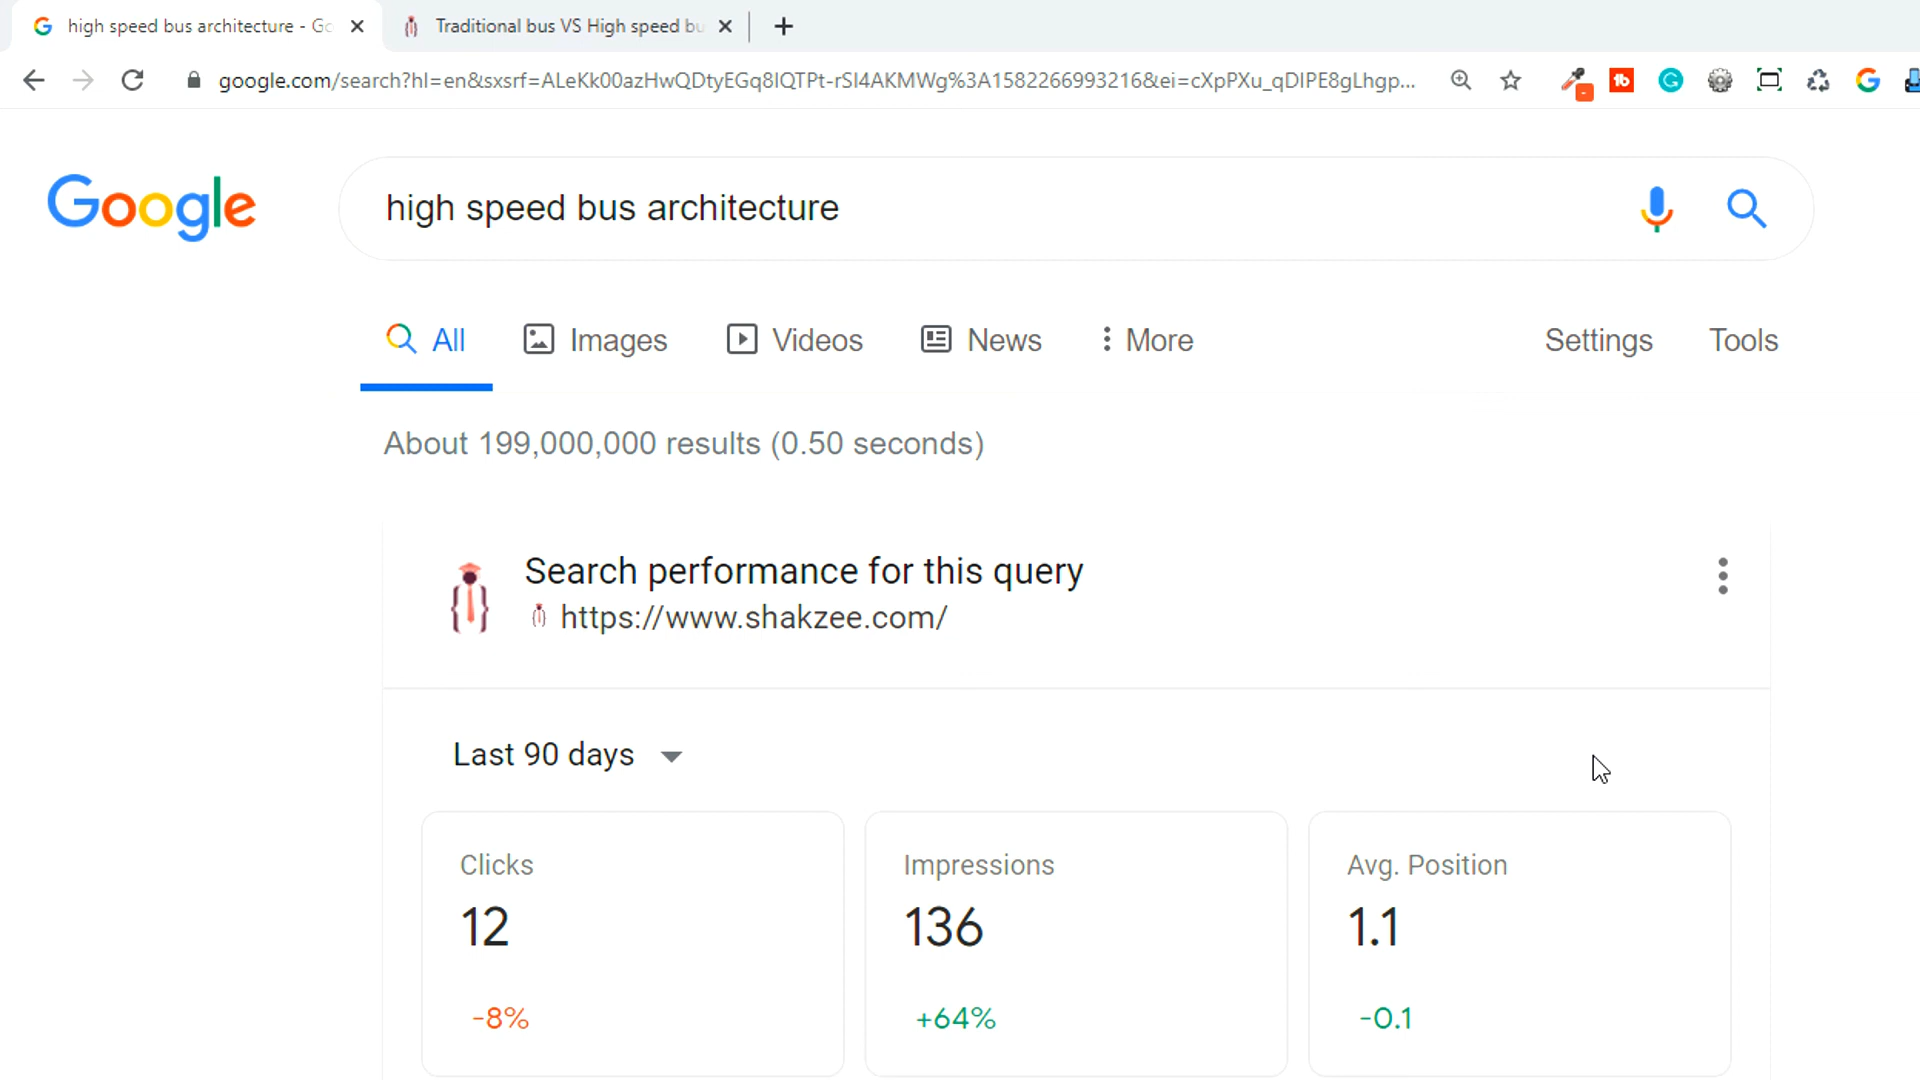 high speed bus architecture - Go
Traditional bus VS High speed bu
google.com/search?hl=en&sxsrf=ALeKk00azHwQDtyEGq8IQTPt-rSI4AKMWg%3A1582266993216&ei=cXpPXu_qDIPE8gLhgp...
Google
high speed bus architecture
All
Images
Videos
News
More
Settings
Tools
About 199,000,000 results (0.50 seconds)
Search performance for this query
https://www.shakzee.com/
Last 90 days
Clicks
Impressions
Avg. Position
12
136
1.1
-8%
+64%
-0.1